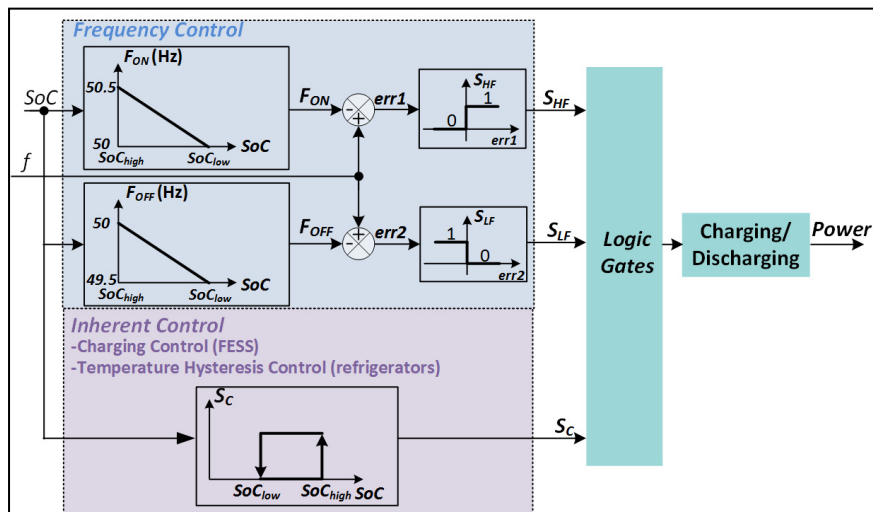 Frequency Control
F_ON (Hz)
50.5
50
SoC_high
SoC_low
SoC
SoC
F_ON
err1
S_HF
1
0
err1
S_HF
f
F_OFF (Hz)
50
49.5
SoC_high
SoC_low
SoC
F_OFF
err2
S_LF
1
0
err2
S_LF
Logic
Gates
Charging/
Discharging
Power
Inherent Control
-Charging Control (FESS)
-Temperature Hysteresis Control (refrigerators)
S_C
SoC_low
SoC_high
SoC
S_C